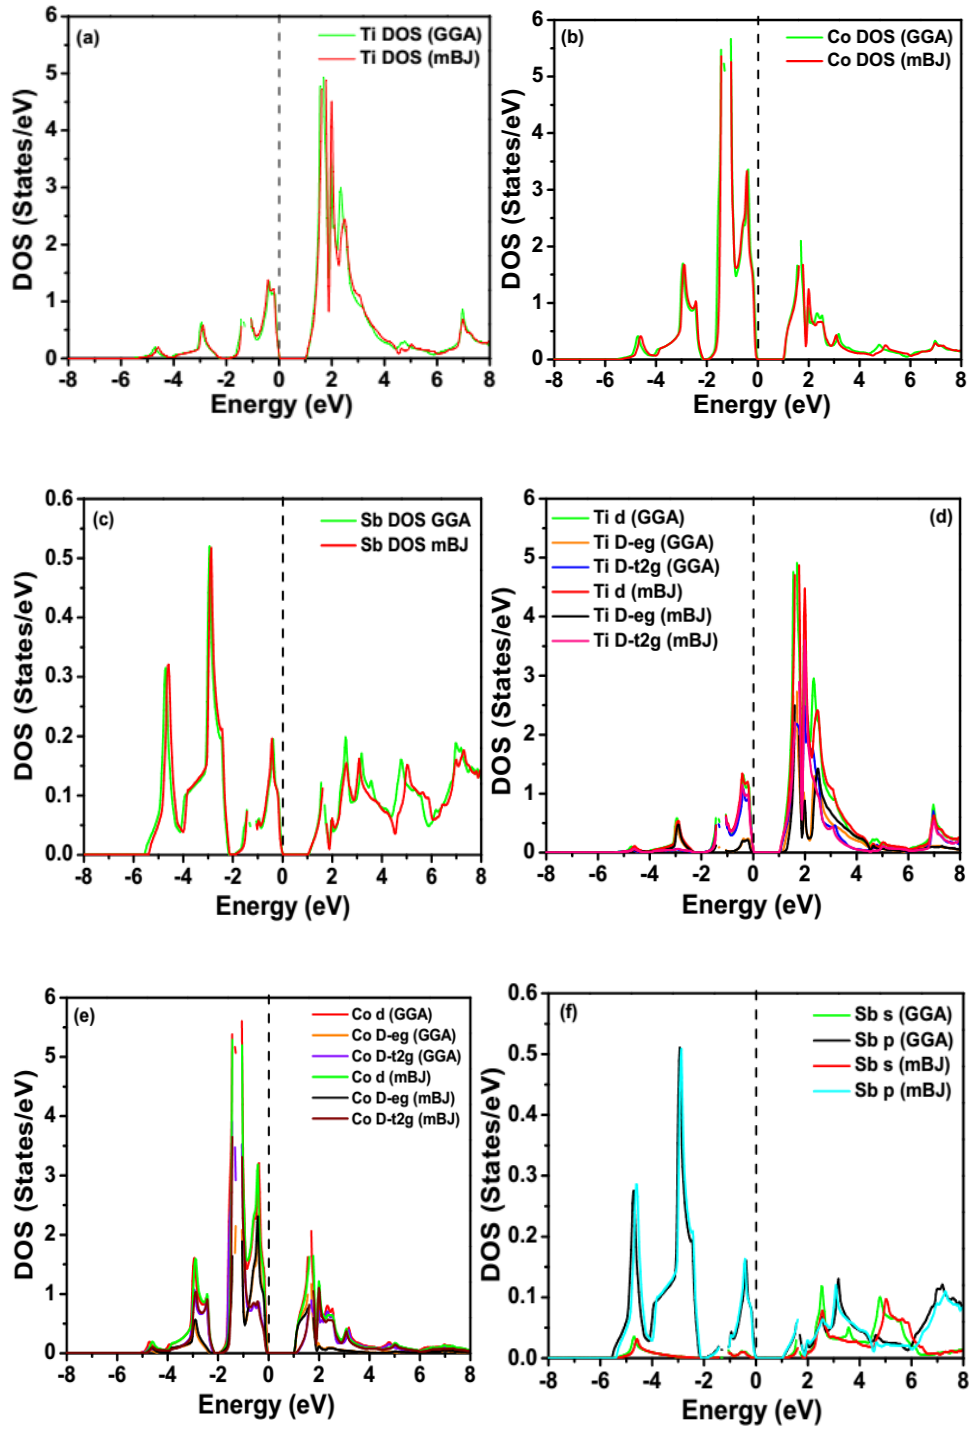 (a)
Ti DOS (GGA)
Ti DOS (mBJ)
DOS (States/eV)
6
5
4
3
2
1
0
-8 -6 -4 -2 0 2 4 6 8
Energy (eV)
(b)
Co DOS (GGA)
Co DOS (mBJ)
DOS (States/eV)
6
5
4
3
2
1
0
-8 -6 -4 -2 0 2 4 6 8
Energy (eV)
(c)
Sb DOS GGA
Sb DOS mBJ
DOS (States/eV)
0.6
0.5
0.4
0.3
0.2
0.1
0.0
-8 -6 -4 -2 0 2 4 6 8
Energy (eV)
(d)
Ti d (GGA)
Ti D-eg (GGA)
Ti D-t2g (GGA)
Ti d (mBJ)
Ti D-eg (mBJ)
Ti D-t2g (mBJ)
DOS (States/eV)
6
5
4
3
2
1
0
-8 -6 -4 -2 0 2 4 6 8
Energy (eV)
(e)
Co d (GGA)
Co D-eg (GGA)
Co D-t2g (GGA)
Co d (mBJ)
Co D-eg (mBJ)
Co D-t2g (mBJ)
DOS (States/eV)
6
5
4
3
2
1
0
-8 -6 -4 -2 0 2 4 6 8
Energy (eV)
(f)
Sb s (GGA)
Sb p (GGA)
Sb s (mBJ)
Sb p (mBJ)
DOS (States/eV)
0.6
0.5
0.4
0.3
0.2
0.1
0.0
-8 -6 -4 -2 0 2 4 6 8
Energy (eV)